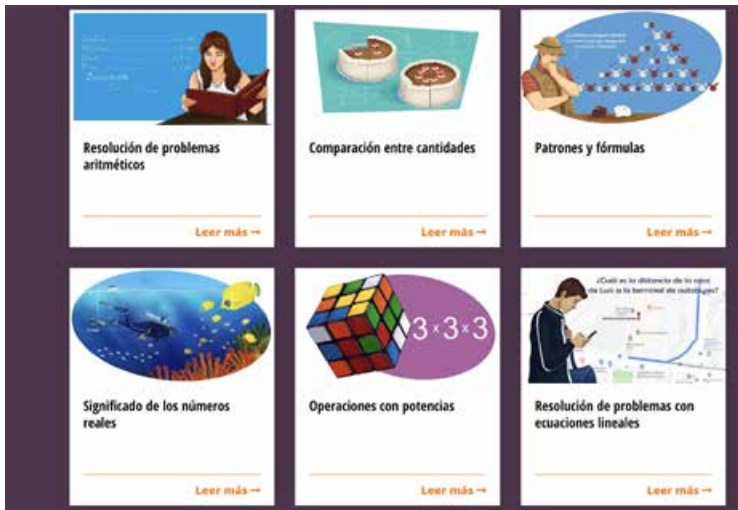 Resolución de problemas
aritméticos
Leer más →
Comparación entre cantidades
Leer más →
Patrones y fórmulas
Leer más →
3 x 3 x 3
¿Cuál es la distancia de la casa
de Luis a la terminal de autobuses?
Significado de los números
reales
Leer más →
Operaciones con potencias
Leer más →
Resolución de problemas con
ecuaciones lineales
Leer más →